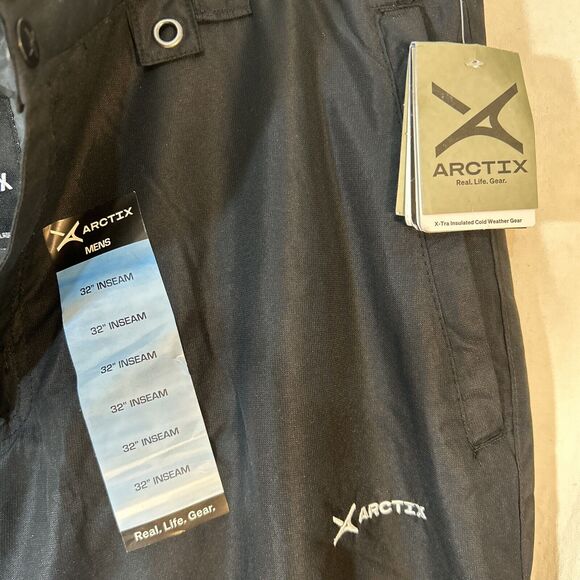 ARCTIX
Real. Life. Gear.
X-Tra Insulated Cold Weather Gear
ARCTIX
MENS
32" INSEAM
32" INSEAM
32" INSEAM
32" INSEAM
32" INSEAM
32" INSEAM
Real. Life. Gear.
ARCTIX